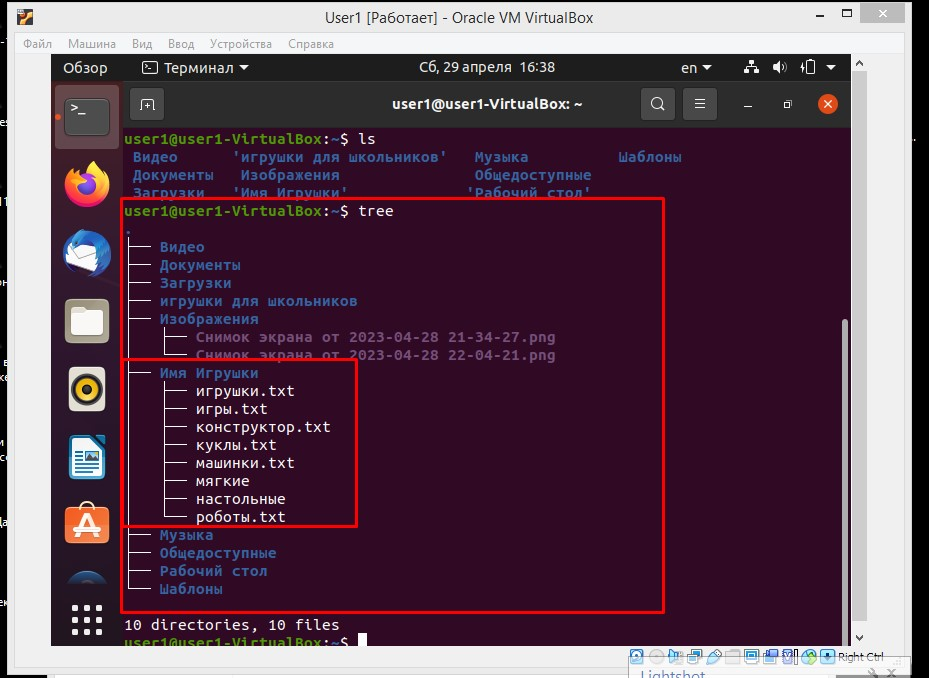 User1 [Работает] - Oracle VM VirtualBox
Файл Машина Вид Ввод Устройства Справка
Обзор Терминал Сб, 29 апреля 16:38 en
user1@user1-VirtualBox: ~
user1@user1-VirtualBox:~$ ls
Видео 'игрушки для школьников' Музыка Шаблоны
Документы Изображения Общедоступные
Загрузки 'Имя Игрушки' 'Рабочий стол'
user1@user1-VirtualBox:~$ tree
.
├── Видео
├── Документы
├── Загрузки
├── игрушки для школьников
├── Изображения
│   ├── Снимок экрана от 2023-04-28 21-34-27.png
│   └── Снимок экрана от 2023-04-28 22-04-21.png
├── Имя Игрушки
│   ├── игрушки.txt
│   ├── игры.txt
│   ├── конструктор.txt
│   ├── куклы.txt
│   ├── машинки.txt
│   ├── мягкие
│   ├── настольные
│   └── роботы.txt
├── Музыка
├── Общедоступные
├── Рабочий стол
└── Шаблоны
10 directories, 10 files
user1@user1-VirtualBox:~$
Right Ctrl
Lightshot